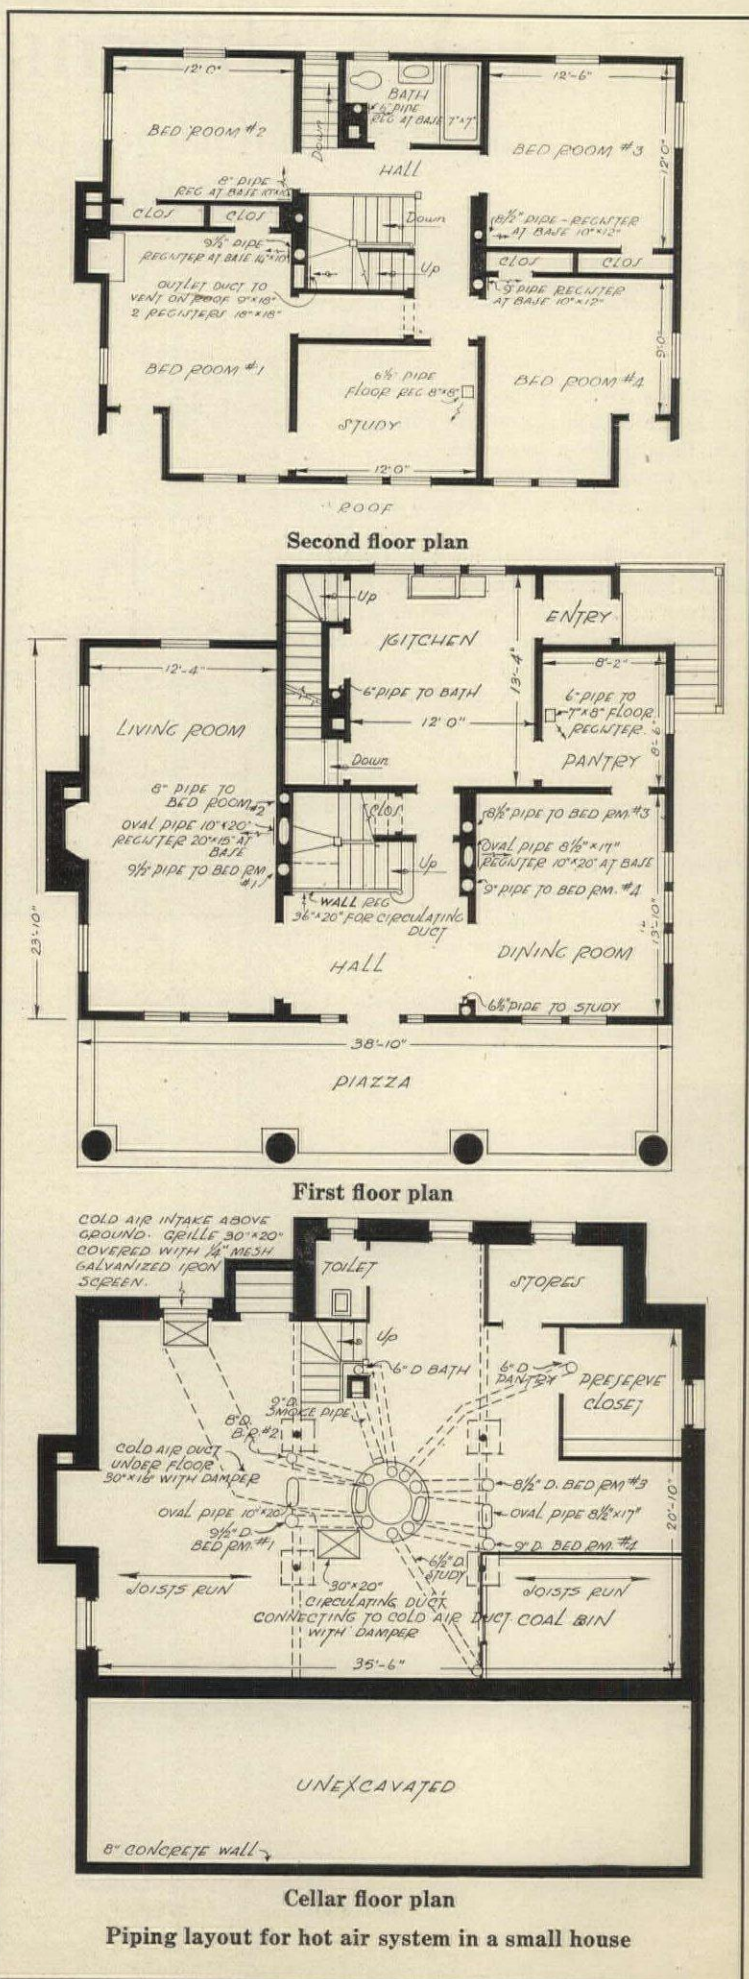 12'0"
12'-6"
BATH
6" PIPE
REG AT BASE 7"x7"
BED ROOM #2
Down
BED ROOM #3
12'0"
HALL
8" PIPE
REG AT BASE 10"x10"
CLOS
CLOS
Down
8½" PIPE-REGISTER
AT BASE 10"x12"
9½" PIPE
REGISTER AT BASE 14"x10"
Up
CLOS
CLOS
OUTLET DUCT TO
VENT ON ROOF 9"x18"
2 REGISTERS 18"x18"
9" PIPE REGISTER
AT BASE 10"x12"
BED ROOM #1
6½" PIPE
FLOOR REG 8"x8"
BED ROOM #4
9'0"
STUDY
12'0"
ROOF
Second floor plan
Up
KITCHEN
ENTRY
12'-4"
13'-4"
8'-2"
6" PIPE TO BATH
6" PIPE TO
7"x8" FLOOR
REGISTER
LIVING ROOM
12'0"
8'-6"
Down
PANTRY
8" PIPE TO
BED ROOM #2
CLOS
8½" PIPE TO BED RM. #3
OVAL PIPE 10"x20"
REGISTER 20"x18" AT
BASE
OVAL PIPE 8½"x17"
REGISTER 10"x20" AT BASE
9½" PIPE TO BED RM.
#1
Up
9" PIPE TO BED RM. #4
WALL REG
36"x20" FOR CIRCULATING
DUCT
23'-10"
13'-10"
HALL
DINING ROOM
6½" PIPE TO STUDY
38'-10"
PIAZZA
First floor plan
COLD AIR INTAKE ABOVE
GROUND. GRILLE 30"x20"
COVERED WITH ¼" MESH
GALVANIZED IRON
SCREEN.
TOILET
STORES
Up
6" D BATH
6" D
PANTRY
PRESERVE
CLOSET
9" D.
SMOKE PIPE
8" D.
B.R. #2
COLD AIR DUCT
UNDER FLOOR
30"x16" WITH DAMPER
8½" D. BED RM #3
OVAL PIPE 10"x20"
OVAL PIPE 8½"x17"
9½" D.
BED RM. #1
9" D. BED RM. #4
20'-10"
6½" D.
STUDY
JOISTS RUN
30"x20"
CIRCULATING DUCT
CONNECTING TO COLD AIR DUCT
WITH DAMPER
JOISTS RUN
COAL BIN
35'-6"
UNEXCAVATED
8" CONCRETE WALL
Cellar floor plan
Piping layout for hot air system in a small house